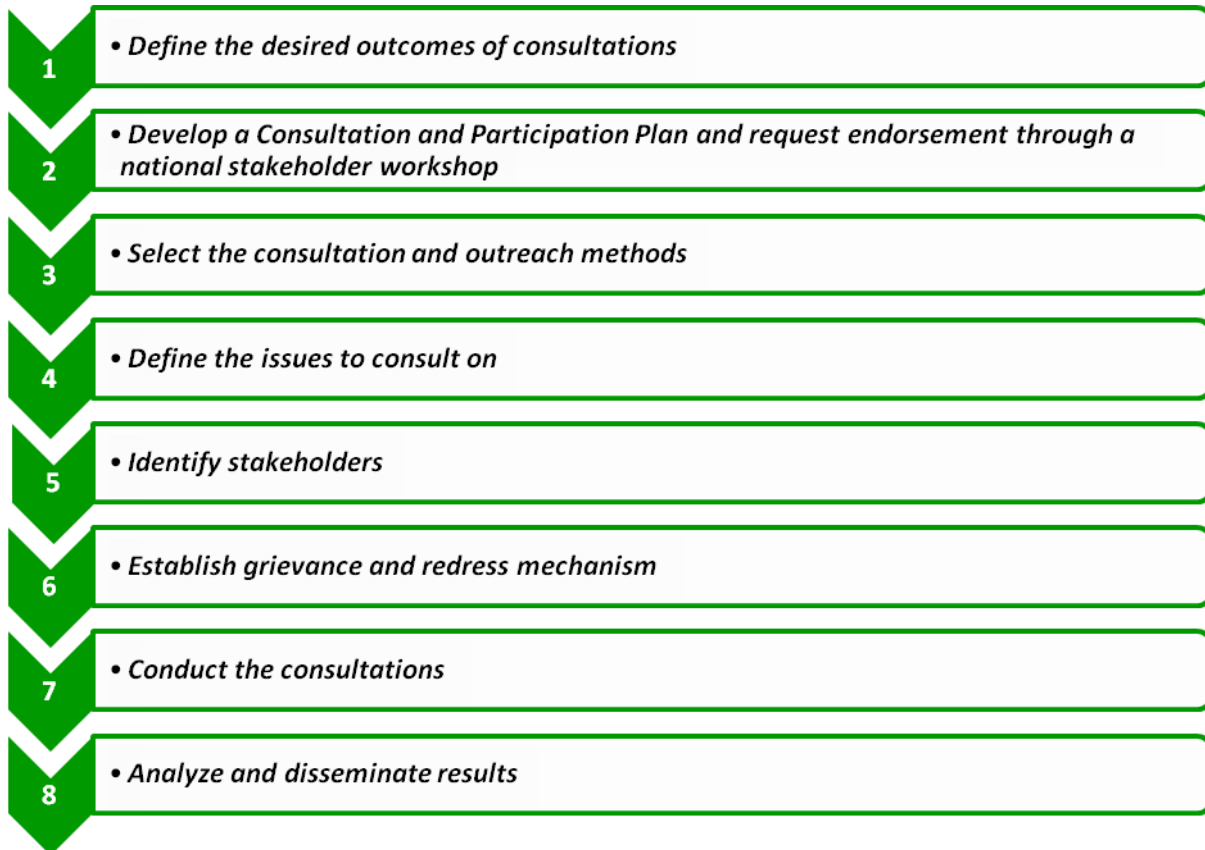 1
• Define the desired outcomes of consultations
2
• Develop a Consultation and Participation Plan and request endorsement through a
national stakeholder workshop
3
• Select the consultation and outreach methods
4
• Define the issues to consult on
5
• Identify stakeholders
6
• Establish grievance and redress mechanism
7
• Conduct the consultations
8
• Analyze and disseminate results